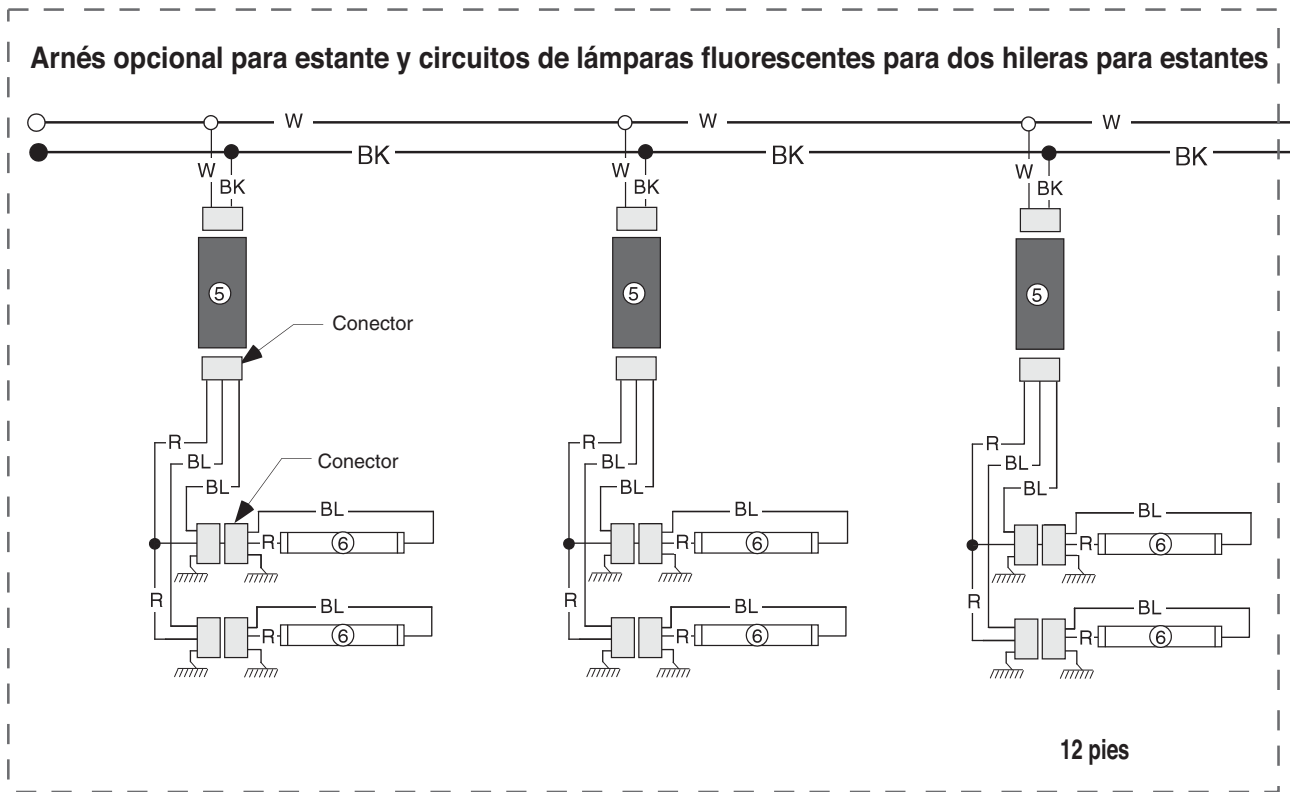 Arnés opcional para estante y circuitos de lámparas fluorescentes para dos hileras para estantes
W W W
BK BK BK
W W W
BK BK BK
5 5 5
Conector
R R R
BL BL BL
Conector
BL BL BL
BL BL BL
R 6 R 6 R 6
R R R
BL BL BL
R 6 R 6 R 6
12 pies